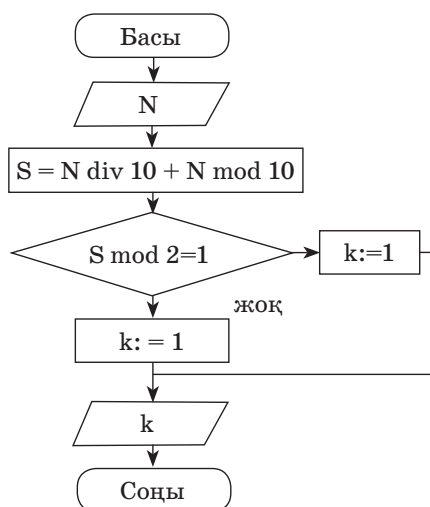 Басы
N
S = N div 10 + N mod 10
S mod 2=1
k:=1
жоқ
k: = 1
k
Соңы